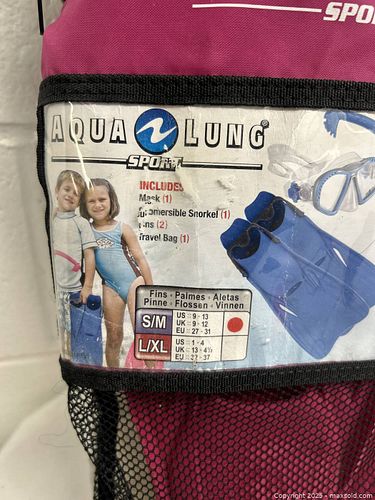 SPO
AQUA LUNG®
SPORT
INCLUDES
Mask (1)
Submersible Snorkel (1)
Fins (2)
Travel Bag (1)
Fins · Palmes · Aletas
Pinne · Flossen · Vinnen
S/M
US = 9 - 13
UK = 9 - 12
EU = 27 - 31
L/XL
US = 1 - 4
UK = 13 - 4½
EU = 32 - 37
Copyright 2025 - maxsold.com